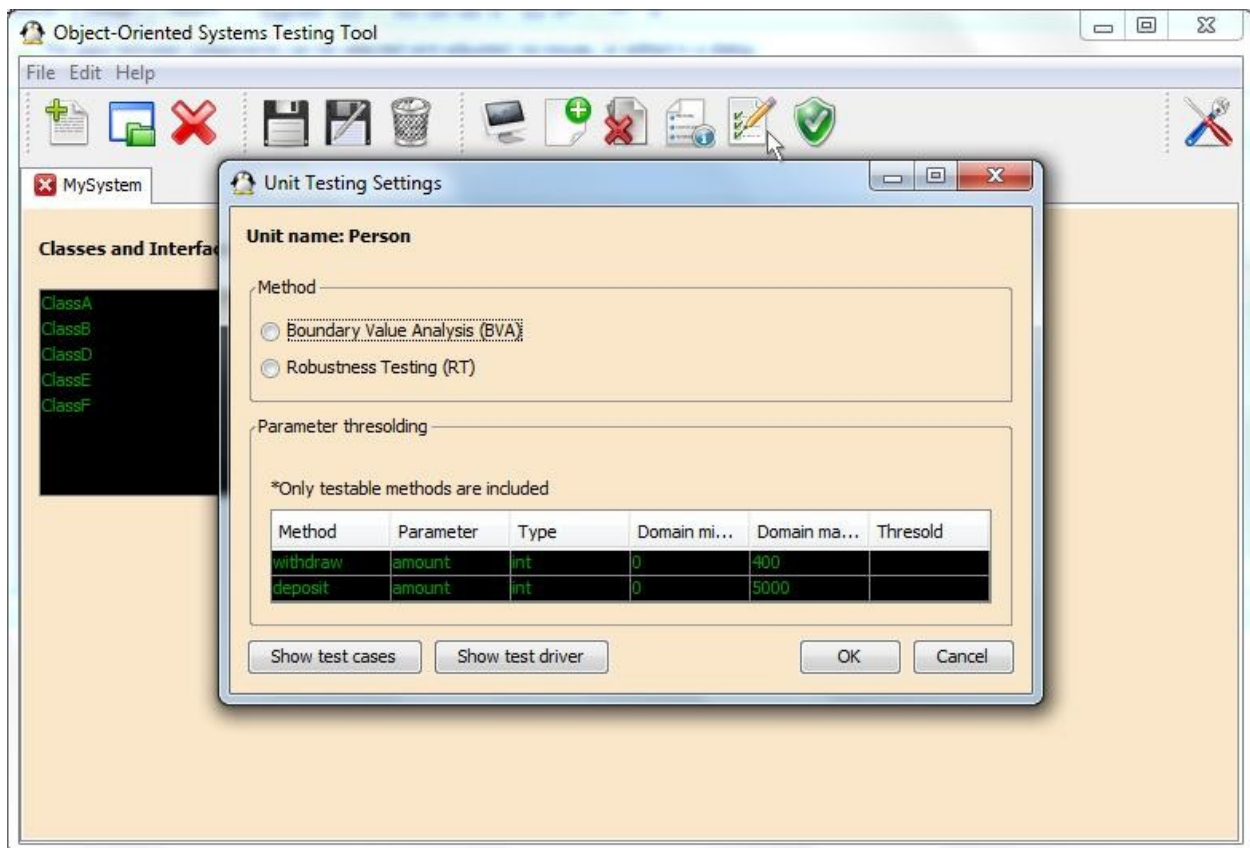 Object-Oriented Systems Testing Tool
File Edit Help
MySystem
Unit Testing Settings
Classes and Interfac
ClassA
ClassB
ClassD
ClassE
ClassF
Unit name: Person
Method
Boundary Value Analysis (BVA)
Robustness Testing (RT)
Parameter thresolding
*Only testable methods are included
Method Parameter Type Domain mi... Domain ma... Thresold
withdraw amount int 0 400
deposit amount int 0 5000
Show test cases Show test driver OK Cancel